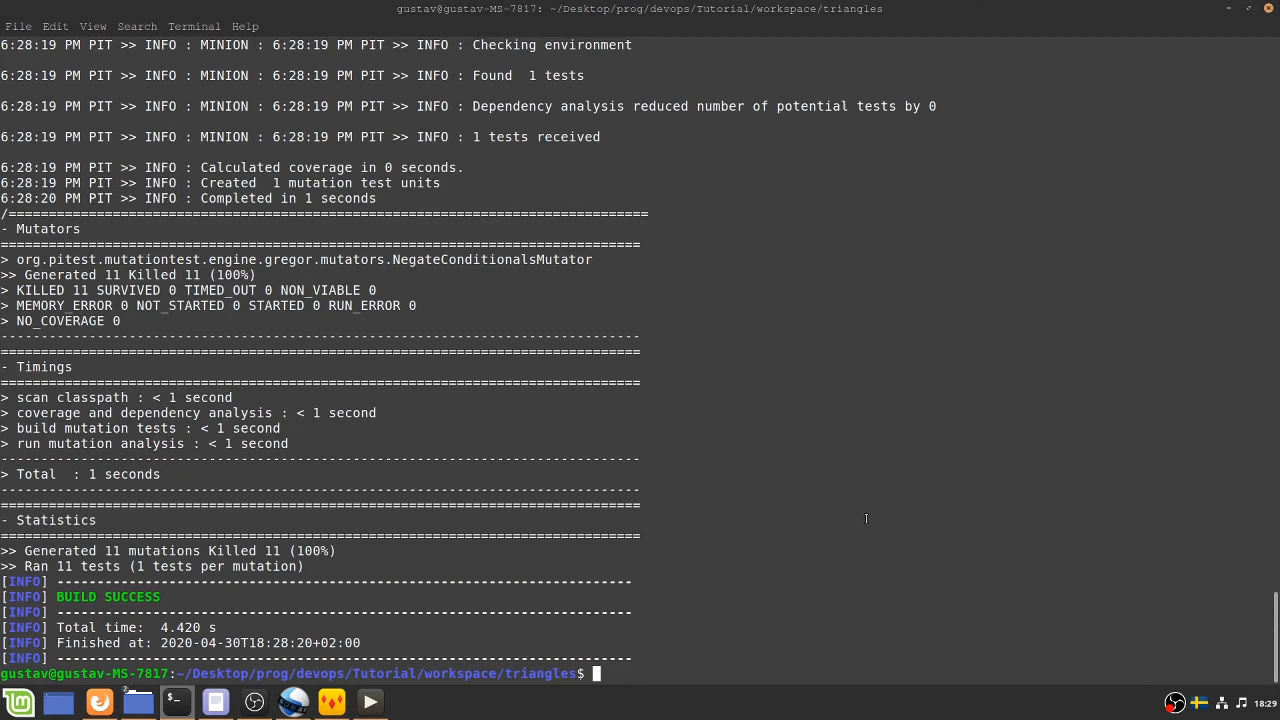 gustav@gustav-MS-7817: ~/Desktop/prog/devops/Tutorial/workspace/triangles
File Edit View Search Terminal Help
6:28:19 PM PIT >> INFO : MINION : 6:28:19 PM PIT >> INFO : Checking environment
6:28:19 PM PIT >> INFO : MINION : 6:28:19 PM PIT >> INFO : Found  1 tests
6:28:19 PM PIT >> INFO : MINION : 6:28:19 PM PIT >> INFO : Dependency analysis reduced number of potential tests by 0
6:28:19 PM PIT >> INFO : MINION : 6:28:19 PM PIT >> INFO : 1 tests received
6:28:19 PM PIT >> INFO : Calculated coverage in 0 seconds.
6:28:19 PM PIT >> INFO : Created  1 mutation test units
6:28:20 PM PIT >> INFO : Completed in 1 seconds
/================================================================================
- Mutators
================================================================================
> org.pitest.mutationtest.engine.gregor.mutators.NegateConditionalsMutator
>> Generated 11 Killed 11 (100%)
> KILLED 11 SURVIVED 0 TIMED_OUT 0 NON_VIABLE 0
> MEMORY_ERROR 0 NOT_STARTED 0 STARTED 0 RUN_ERROR 0
> NO_COVERAGE 0
--------------------------------------------------------------------------------
================================================================================
- Timings
================================================================================
> scan classpath : < 1 second
> coverage and dependency analysis : < 1 second
> build mutation tests : < 1 second
> run mutation analysis : < 1 second
--------------------------------------------------------------------------------
> Total  : 1 seconds
--------------------------------------------------------------------------------
================================================================================
- Statistics
================================================================================
>> Generated 11 mutations Killed 11 (100%)
>> Ran 11 tests (1 tests per mutation)
[INFO] ------------------------------------------------------------------------
[INFO] BUILD SUCCESS
[INFO] ------------------------------------------------------------------------
[INFO] Total time:  4.420 s
[INFO] Finished at: 2020-04-30T18:28:20+02:00
[INFO] ------------------------------------------------------------------------
gustav@gustav-MS-7817:~/Desktop/prog/devops/Tutorial/workspace/triangles$
2
18:29